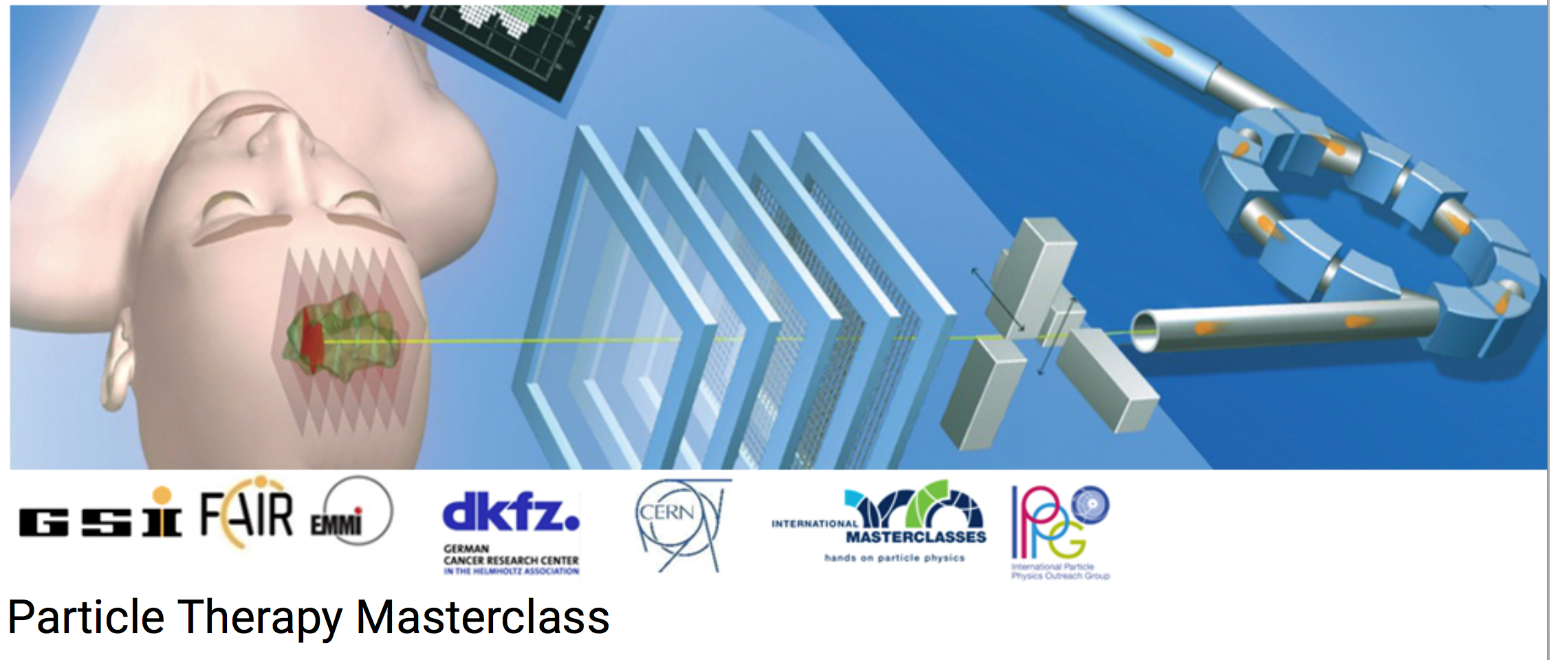 GSI
FAIR
EMMI
dkfz.
GERMAN
CANCER RESEARCH CENTER
IN THE HELMHOLTZ ASSOCIATION
CERN
INTERNATIONAL
MASTERCLASSES
hands on particle physics
IPPOG
International Particle
Physics Outreach Group
Particle Therapy Masterclass